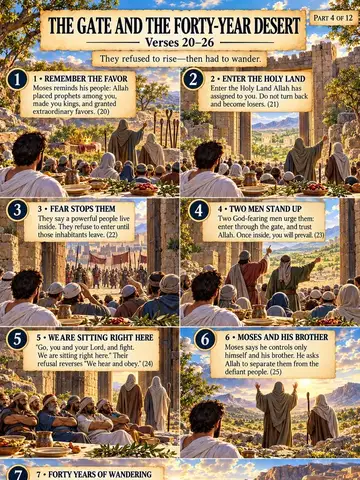 THE GATE AND THE FORTY-YEAR DESERT
PART 4 OF 12
Verses 20–26
They refused to rise—then had to wander.
1
1 • REMEMBER THE FAVOR
Moses reminds his people: Allah
placed prophets among you,
made you kings, and granted
extraordinary favors. (20)
2
2 • ENTER THE HOLY LAND
Enter the Holy Land Allah has
assigned to you. Do not turn back
and become losers. (21)
3
3 • FEAR STOPS THEM
They say a powerful people live
inside. They refuse to enter until
those inhabitants leave. (22)
4
4 • TWO MEN STAND UP
Two God-fearing men urge them:
enter through the gate, and trust
Allah. Once inside, you will prevail. (23)
5
5 • WE ARE SITTING RIGHT HERE
"Go, you and your Lord, and fight.
We are sitting right here." Their
refusal reverses "We hear and obey." (24)
6
6 • MOSES AND HIS BROTHER
Moses says he controls only
himself and his brother. He asks
Allah to separate them from the
defiant people. (25)
7
7 • FORTY YEARS OF WANDERING